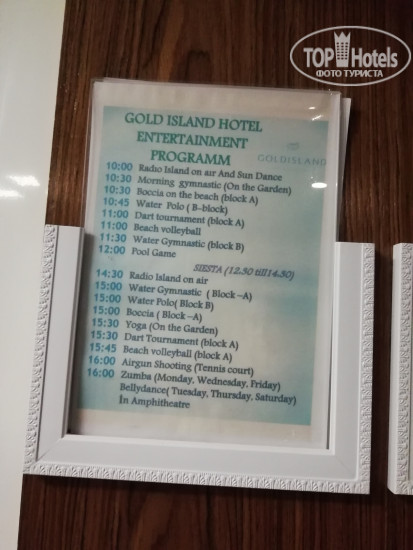 TOP Hotels
ФОТО ТУРИСТА
GOLD ISLAND HOTEL
ENTERTAINMENT
PROGRAMM
GOLDISLAND
10:00 Radio Island on air And Sun Dance
10:30 Morning gymnastic (On the Garden)
10:30 Boccia on the beach (block A)
10:45 Water Polo ( B-block)
11:00 Dart tournament (block A)
11:00 Beach volleyball
11:30 Water Gymnastic (block B)
12:00 Pool Game
SIESTA (12.30 till 14.30)
14:30 Radio Island on air
15:00 Water Gymnastic ( Block -A)
15:00 Water Polo( Block B)
15:00 Boccia ( Block -A)
15:30 Yoga (On the Garden)
15:30 Dart Tournament (block A)
15:45 Beach volleyball (block A)
16:00 Airgun Shooting (Tennis court)
16:00 Zumba (Monday, Wednesday, Friday)
Bellydance( Tuesday, Thursday, Saturday)
İn Amphitheatre